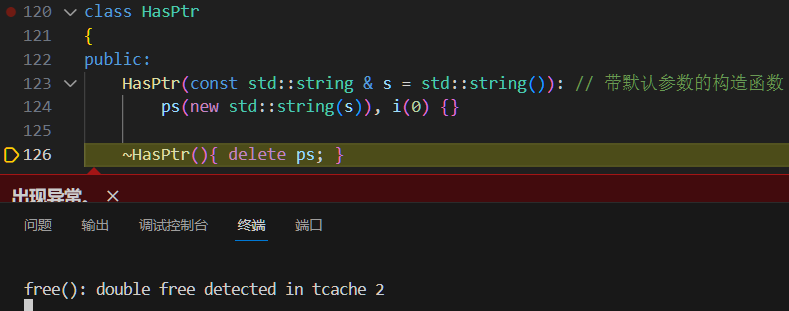 120 class HasPtr
121 {
122 public:
123 HasPtr(const std::string & s = std::string()): // 带默认参数的构造函数
124 ps(new std::string(s)), i(0) {}
125
126 ~HasPtr(){ delete ps; }
出现异常。 ×
问题 输出 调试控制台 终端 端口
free(): double free detected in tcache 2